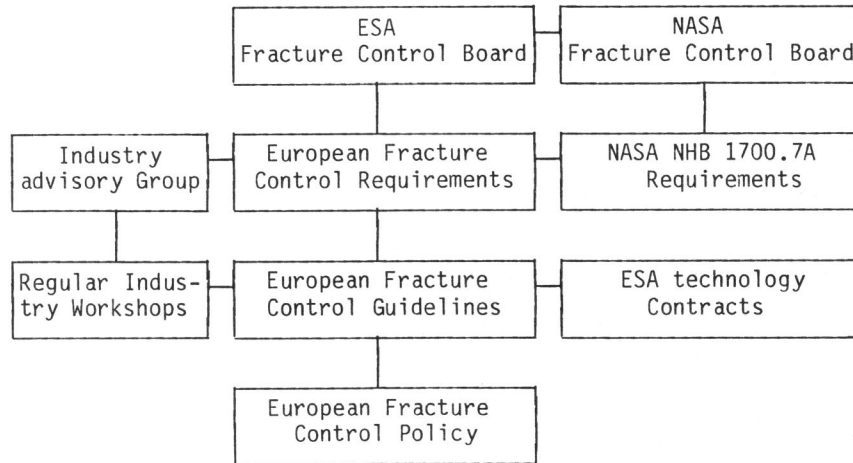 ESA
Fracture Control Board
NASA
Fracture Control Board
Industry
advisory Group
European Fracture
Control Requirements
NASA NHB 1700.7A
Requirements
Regular Indus-
try Workshops
European Fracture
Control Guidelines
ESA technology
Contracts
European Fracture
Control Policy